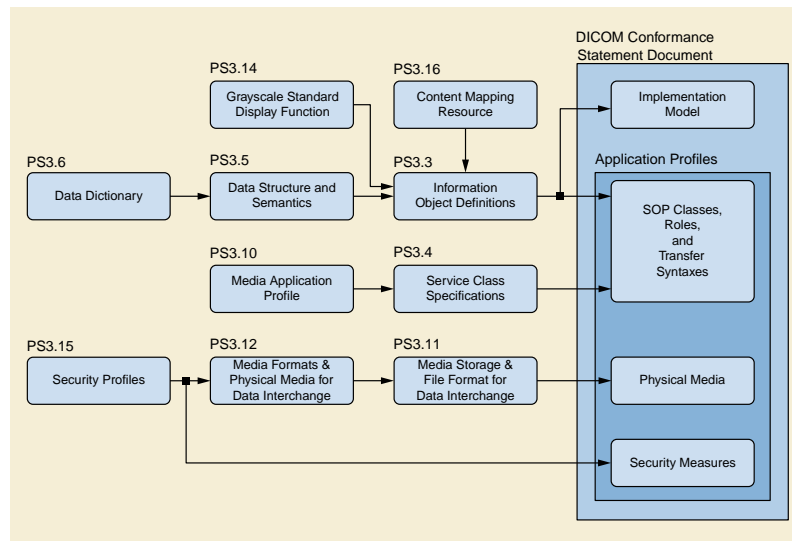 DICOM Conformance
Statement Document
PS3.14
Grayscale Standard
Display Function
PS3.16
Content Mapping
Resource
Implementation
Model
PS3.6
Data Dictionary
PS3.5
Data Structure and
Semantics
PS3.3
Information
Object Definitions
Application Profiles
SOP Classes,
Roles,
and
Transfer
Syntaxes
PS3.10
Media Application
Profile
PS3.4
Service Class
Specifications
PS3.15
Security Profiles
PS3.12
Media Formats &
Physical Media for
Data Interchange
PS3.11
Media Storage &
File Format for
Data Interchange
Physical Media
Security Measures